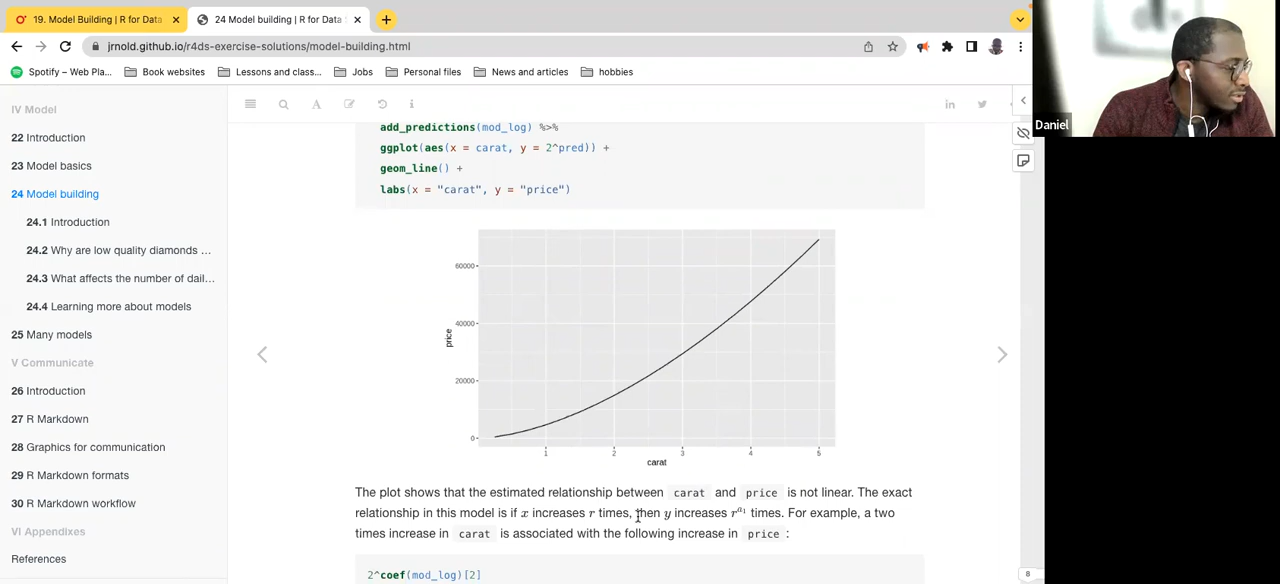 19. Model Building | R for Data
24 Model building | R for Data
jrnold.github.io/r4ds-exercise-solutions/model-building.html
Spotify – Web Pla...
Book websites
Lessons and class...
Jobs
Personal files
News and articles
hobbies
Daniel
IV Model
22 Introduction
23 Model basics
24 Model building
24.1 Introduction
24.2 Why are low quality diamonds ...
24.3 What affects the number of dail...
24.4 Learning more about models
25 Many models
V Communicate
26 Introduction
27 R Markdown
28 Graphics for communication
29 R Markdown formats
30 R Markdown workflow
VI Appendixes
References
add_predictions(mod_log) %>%
ggplot(aes(x = carat, y = 2^pred)) +
geom_line() +
labs(x = "carat", y = "price")
60000
40000
20000
0
price
1 2 3 4 5
carat
The plot shows that the estimated relationship between carat and price is not linear. The exact
relationship in this model is if x increases r times, then y increases r^{a_1} times. For example, a two
times increase in carat is associated with the following increase in price :
2^coef(mod_log)[2]
8